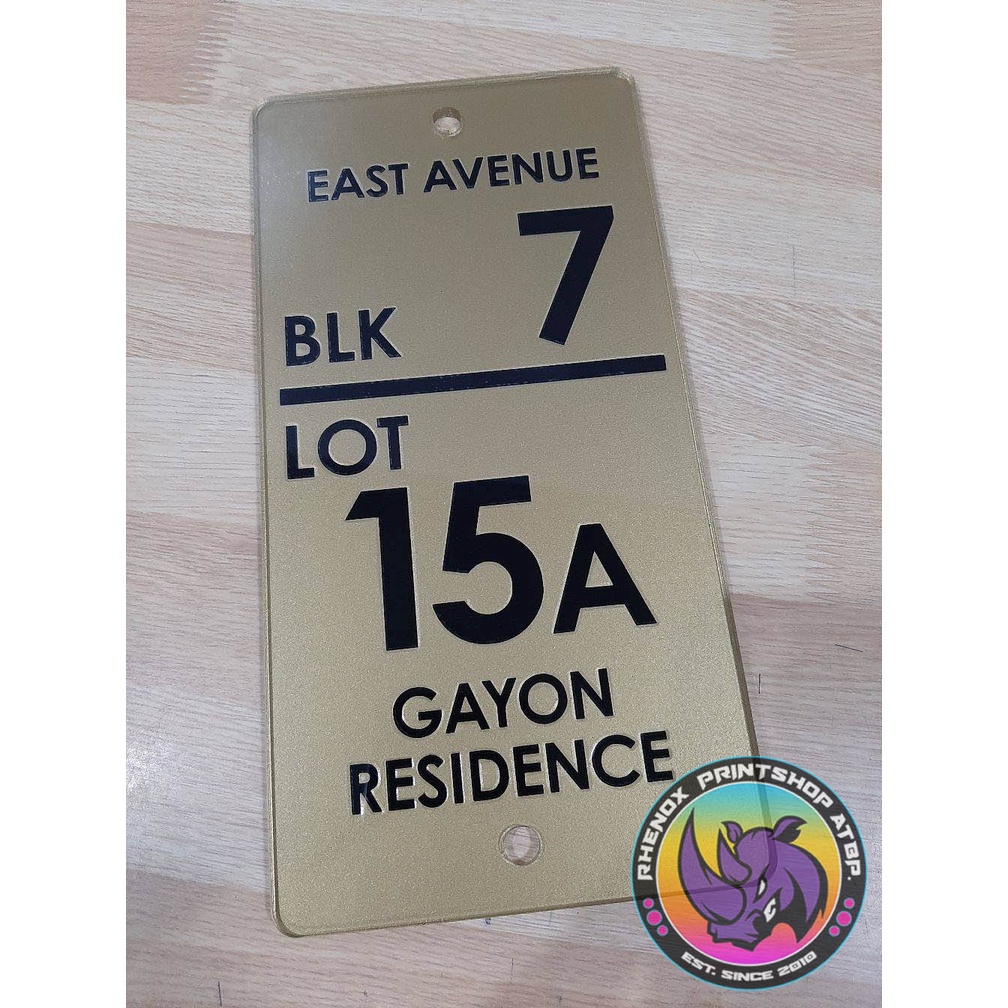 EAST AVENUE
7
BLK
LOT
15A
GAYON
RESIDENCE
RHENOX PRINTSHOP ATBP.
EST. SINCE 2010